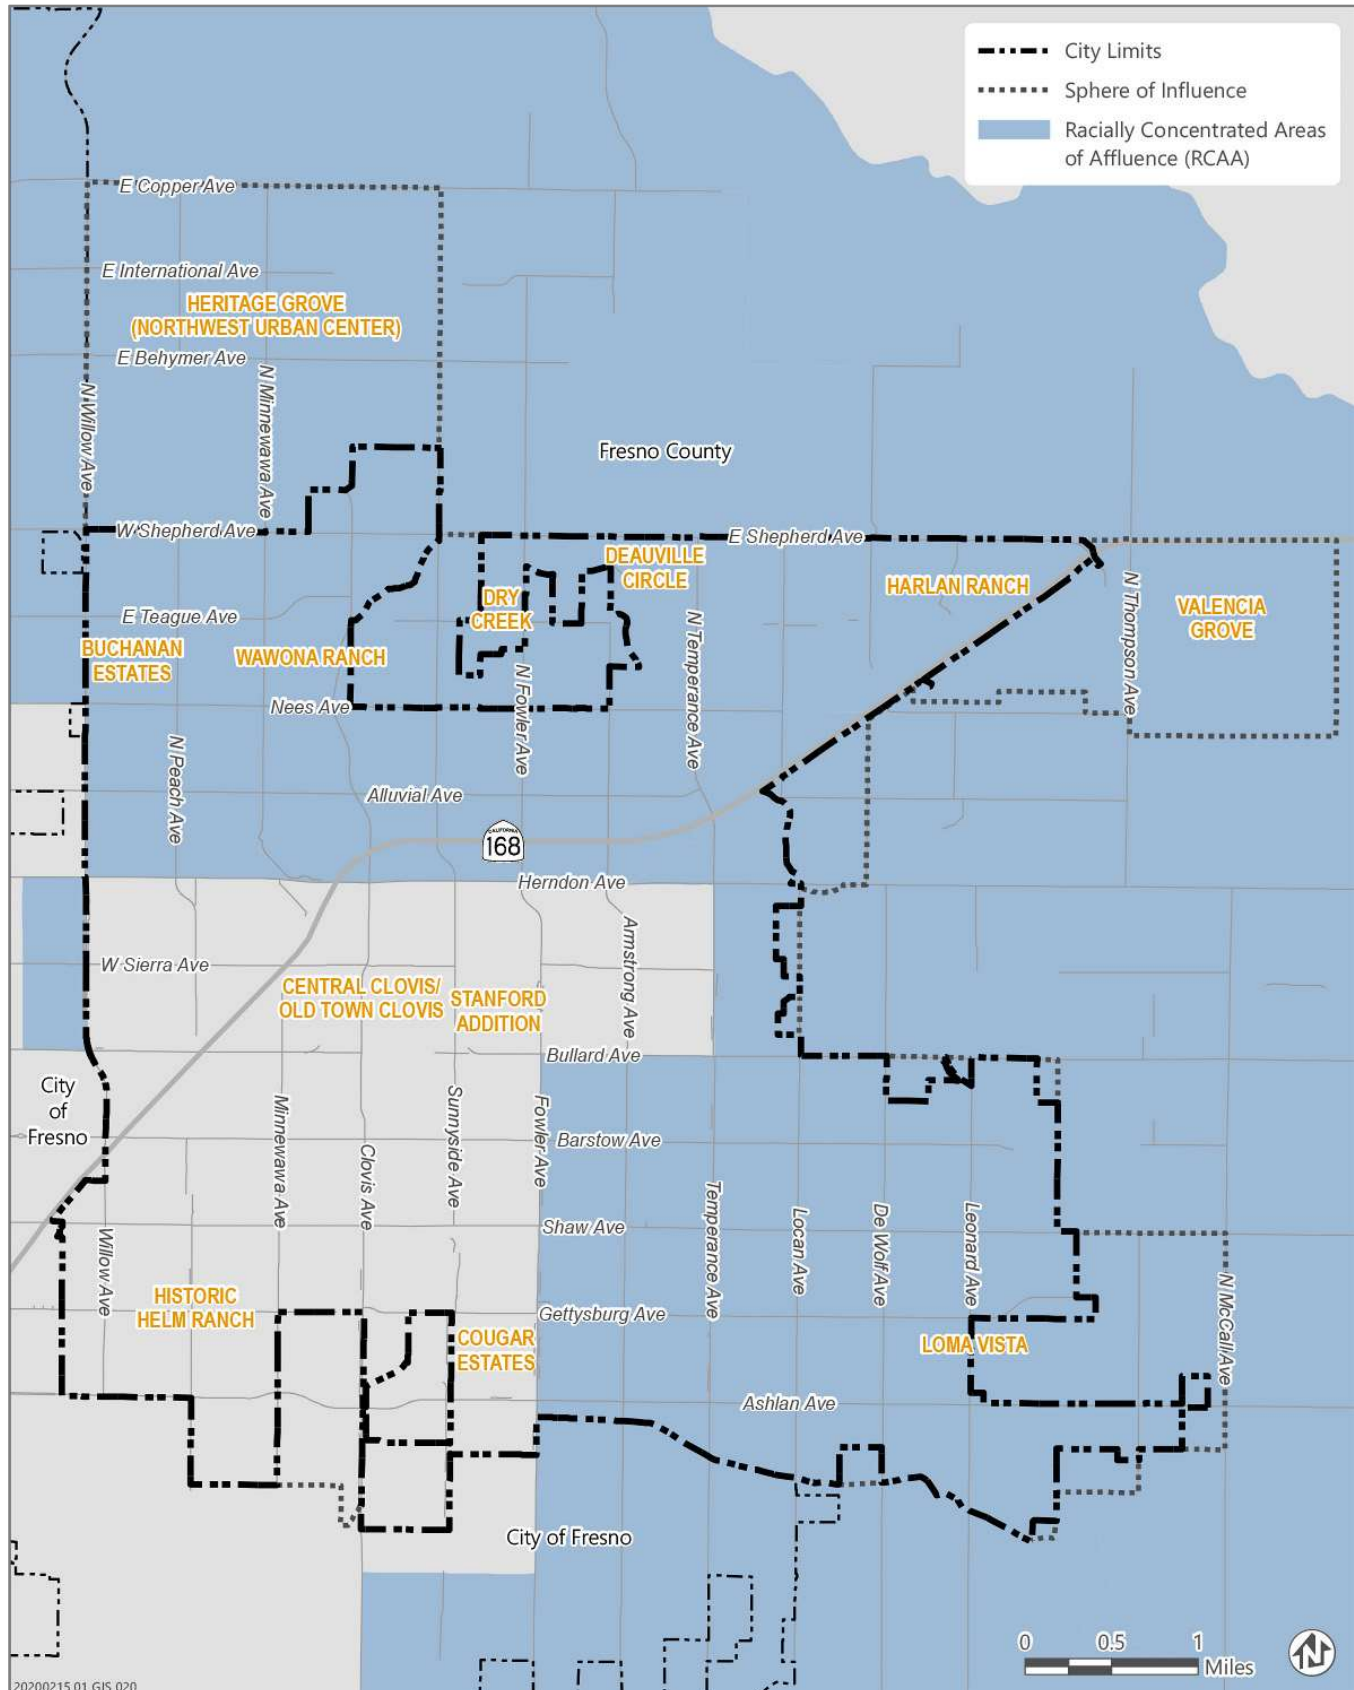 City Limits
Sphere of Influence
Racially Concentrated Areas
of Affluence (RCAA)
E Copper Ave
E International Ave
HERITAGE GROVE
(NORTHWEST URBAN CENTER)
E Behymer Ave
N Willow Ave
N Minnewawa Ave
Fresno County
W Shepherd Ave
E Shepherd Ave
DEAUVILLE
CIRCLE
HARLAN RANCH
DRY
CREEK
VALENCIA
GROVE
N Thompson Ave
E Teague Ave
BUCHANAN
ESTATES
WAWONA RANCH
N Temperance Ave
N Fowler Ave
Nees Ave
N Peach Ave
Alluvial Ave
CALIFORNIA
168
Herndon Ave
Armstrong Ave
W Sierra Ave
CENTRAL CLOVIS/
OLD TOWN CLOVIS
STANFORD
ADDITION
Bullard Ave
City
of
Fresno
Minnewawa Ave
Clovis Ave
Sunnyside Ave
Fowler Ave
Barstow Ave
Temperance Ave
Locan Ave
De Wolf Ave
Leonard Ave
Shaw Ave
Willow Ave
N McCall Ave
HISTORIC
HELM RANCH
Gettysburg Ave
COUGAR
ESTATES
LOMA VISTA
Ashlan Ave
City of Fresno
0 0.5 1
Miles
N
20200215.01 GIS 020